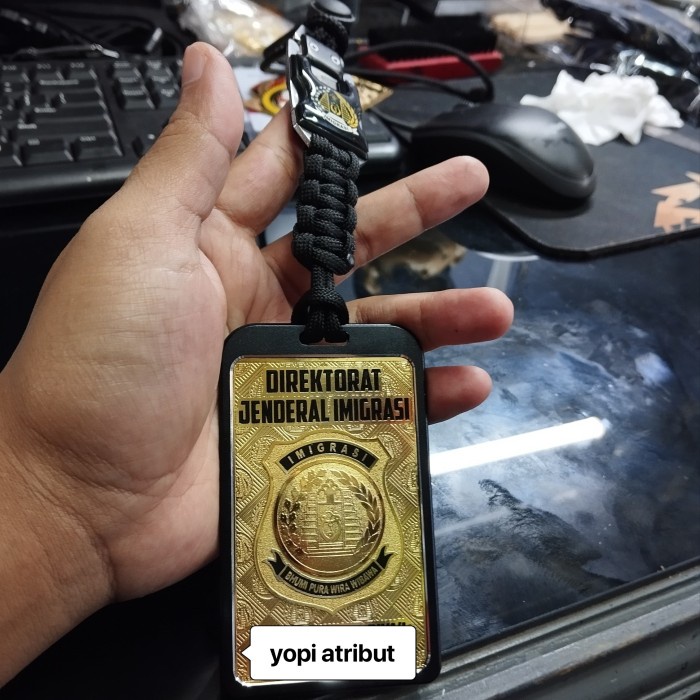 DIREKTORAT
JENDERAL IMIGRASI
IMIGRASI
BHUMI PURA WIRA WIBAWA
yopi atribut